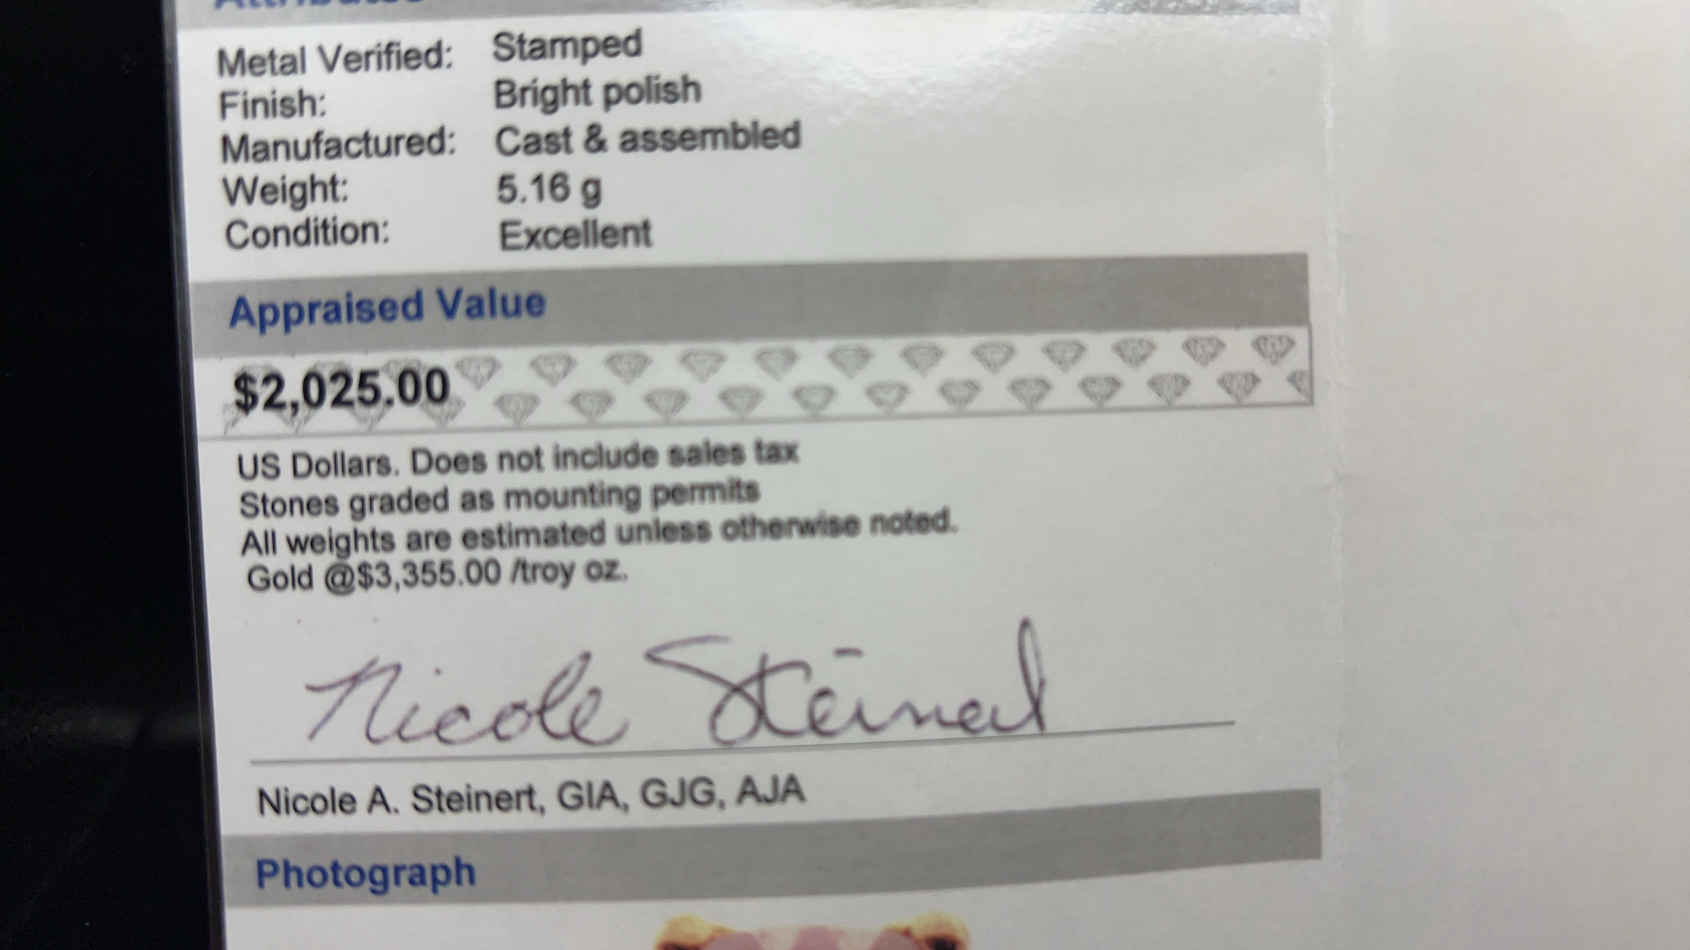 Attributes
Metal Verified: Stamped
Finish: Bright polish
Manufactured: Cast & assembled
Weight: 5.16 g
Condition: Excellent
Appraised Value
$2,025.00
US Dollars. Does not include sales tax
Stones graded as mounting permits
All weights are estimated unless otherwise noted.
Gold @$3,355.00 /troy oz.
Nicole Steinert
Nicole A. Steinert, GIA, GJG, AJA
Photograph